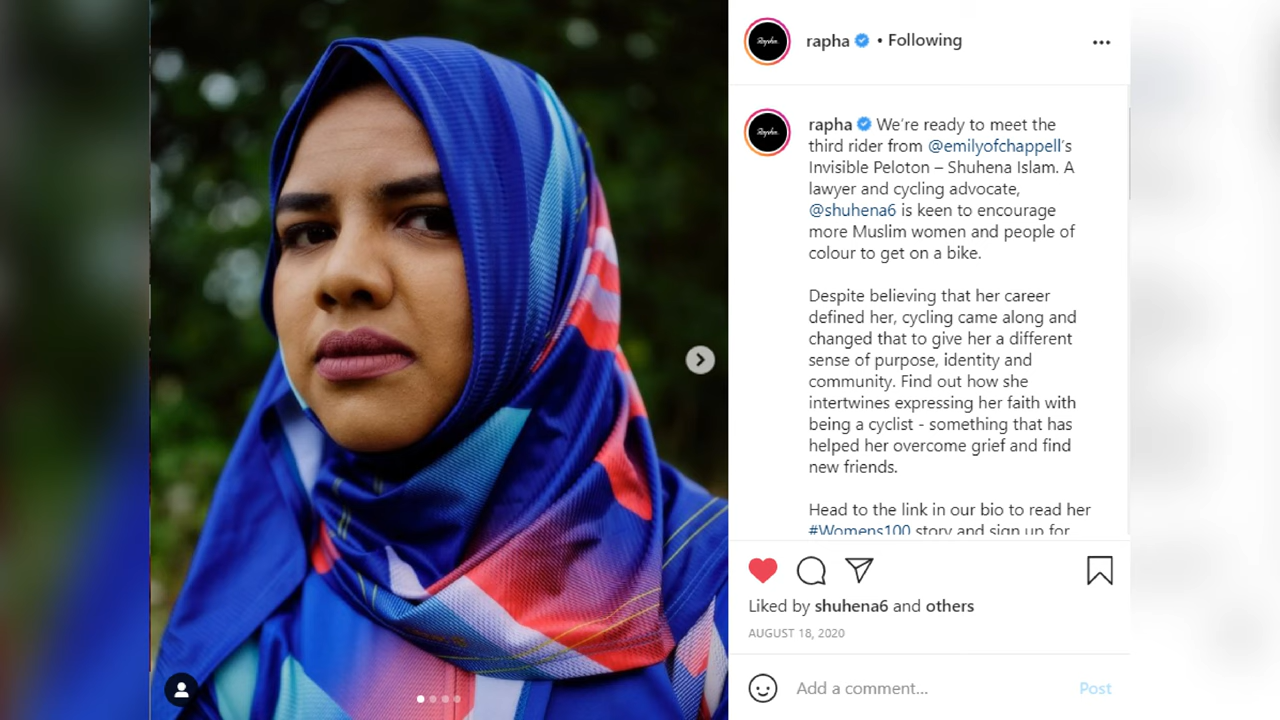 rapha • Following
rapha We're ready to meet the
third rider from @emilyofchappell's
Invisible Peloton – Shuhena Islam. A
lawyer and cycling advocate,
@shuhena6 is keen to encourage
more Muslim women and people of
colour to get on a bike.
Despite believing that her career
defined her, cycling came along and
changed that to give her a different
sense of purpose, identity and
community. Find out how she
intertwines expressing her faith with
being a cyclist - something that has
helped her overcome grief and find
new friends.
Head to the link in our bio to read her
#Womens100 story and sign up for
Liked by shuhena6 and others
AUGUST 18, 2020
Add a comment...
Post